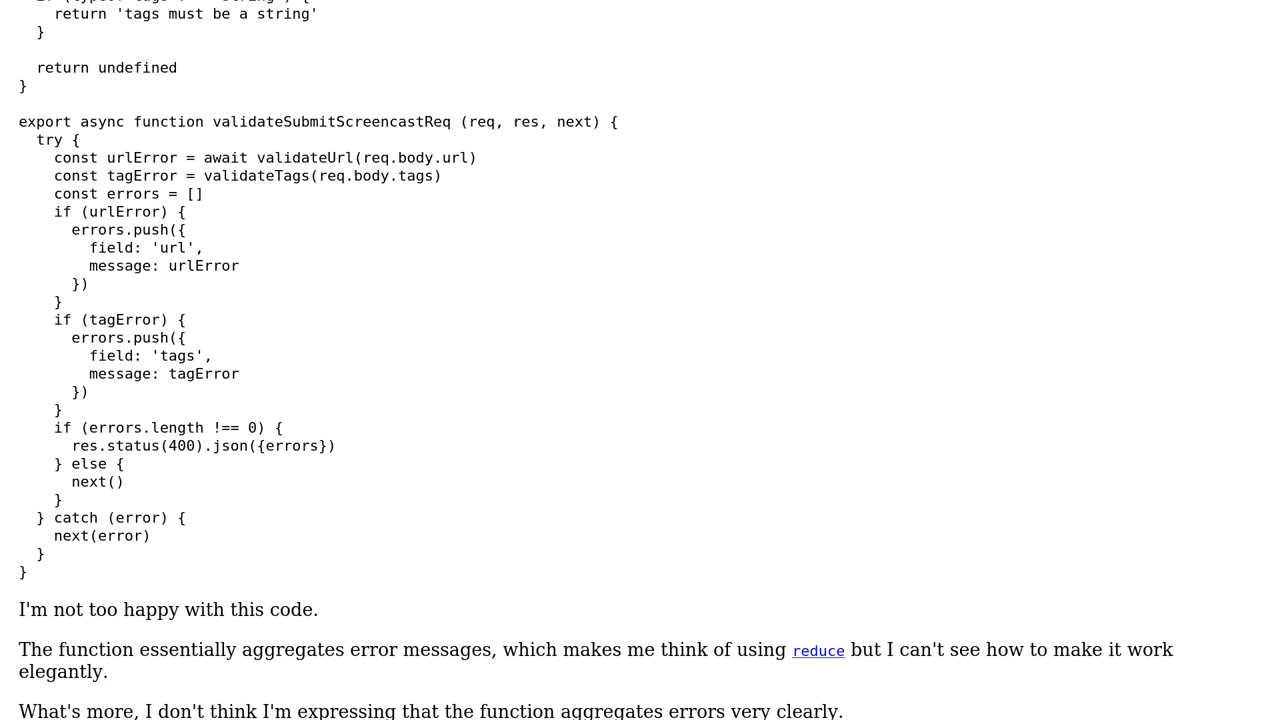 return 'tags must be a string'
}
return undefined
}
export async function validateSubmitScreencastReq (req, res, next) {
try {
const urlError = await validateUrl(req.body.url)
const tagError = validateTags(req.body.tags)
const errors = []
if (urlError) {
errors.push({
field: 'url',
message: urlError
})
}
if (tagError) {
errors.push({
field: 'tags',
message: tagError
})
}
if (errors.length !== 0) {
res.status(400).json({errors})
} else {
next()
}
} catch (error) {
next(error)
}
}
I'm not too happy with this code.
The function essentially aggregates error messages, which makes me think of using reduce but I can't see how to make it work
elegantly.
What's more, I don't think I'm expressing that the function aggregates errors very clearly.